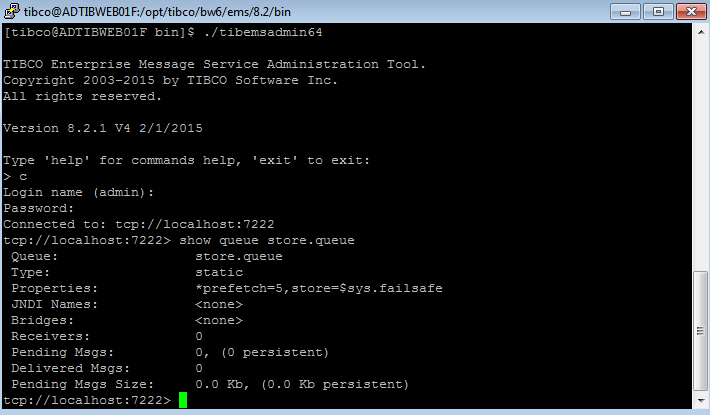 tibco@ADTIBWEB01F:/opt/tibco/bw6/ems/8.2/bin
[tibco@ADTIBWEB01F bin]$ ./tibemsadmin64
TIBCO Enterprise Message Service Administration Tool.
Copyright 2003-2015 by TIBCO Software Inc.
All rights reserved.
Version 8.2.1 V4 2/1/2015
Type 'help' for commands help, 'exit' to exit:
> c
Login name (admin):
Password:
Connected to: tcp://localhost:7222
tcp://localhost:7222> show queue store.queue
Queue: store.queue
Type: static
Properties: *prefetch=5,store=$sys.failsafe
JNDI Names: <none>
Bridges: <none>
Receivers: 0
Pending Msgs: 0, (0 persistent)
Delivered Msgs: 0
Pending Msgs Size: 0.0 Kb, (0.0 Kb persistent)
tcp://localhost:7222>